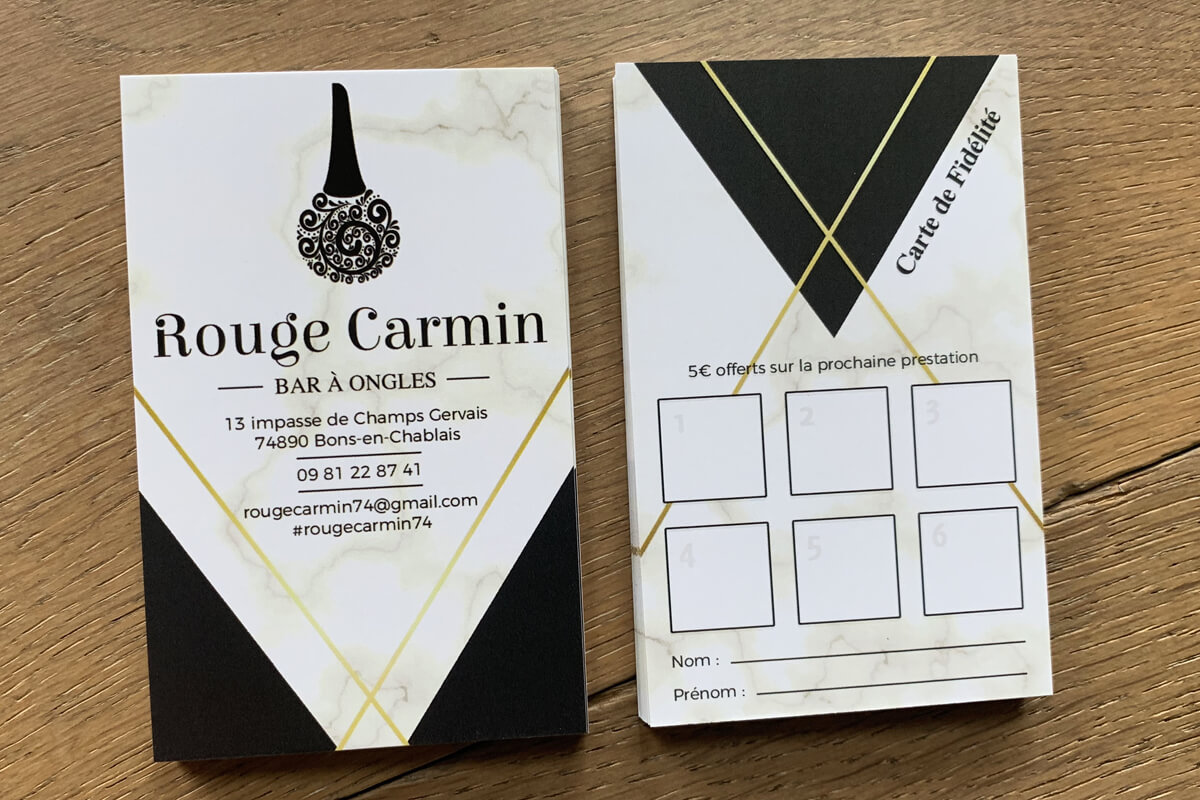 Rouge Carmin
BAR À ONGLES
13 impasse de Champs Gervais
74890 Bons-en-Chablais
09 81 22 87 41
rougecarmin74@gmail.com
#rougecarmin74
Carte de Fidélité
5€ offerts sur la prochaine prestation
1 2 3
4 5 6
Nom :
Prénom :